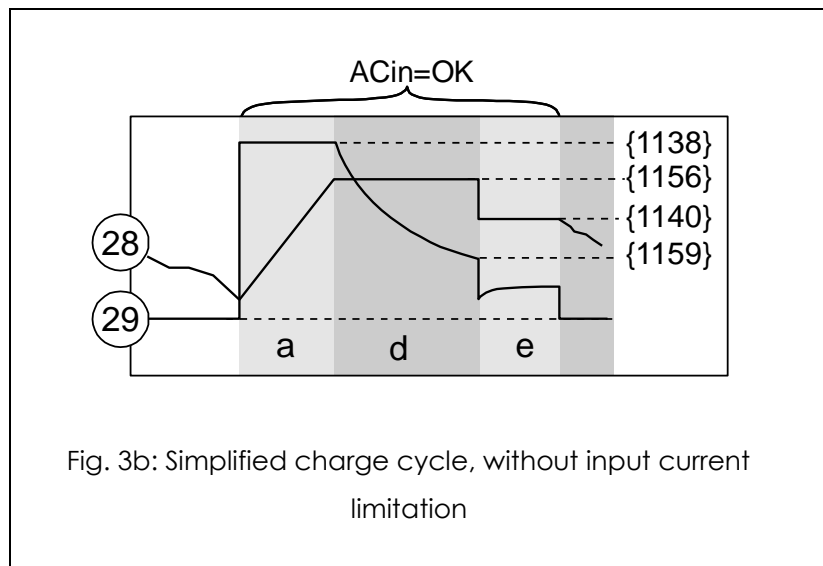 ACin=OK
{1138}
{1156}
28
{1140}
{1159}
29
a d e
Fig. 3b: Simplified charge cycle, without input current
limitation